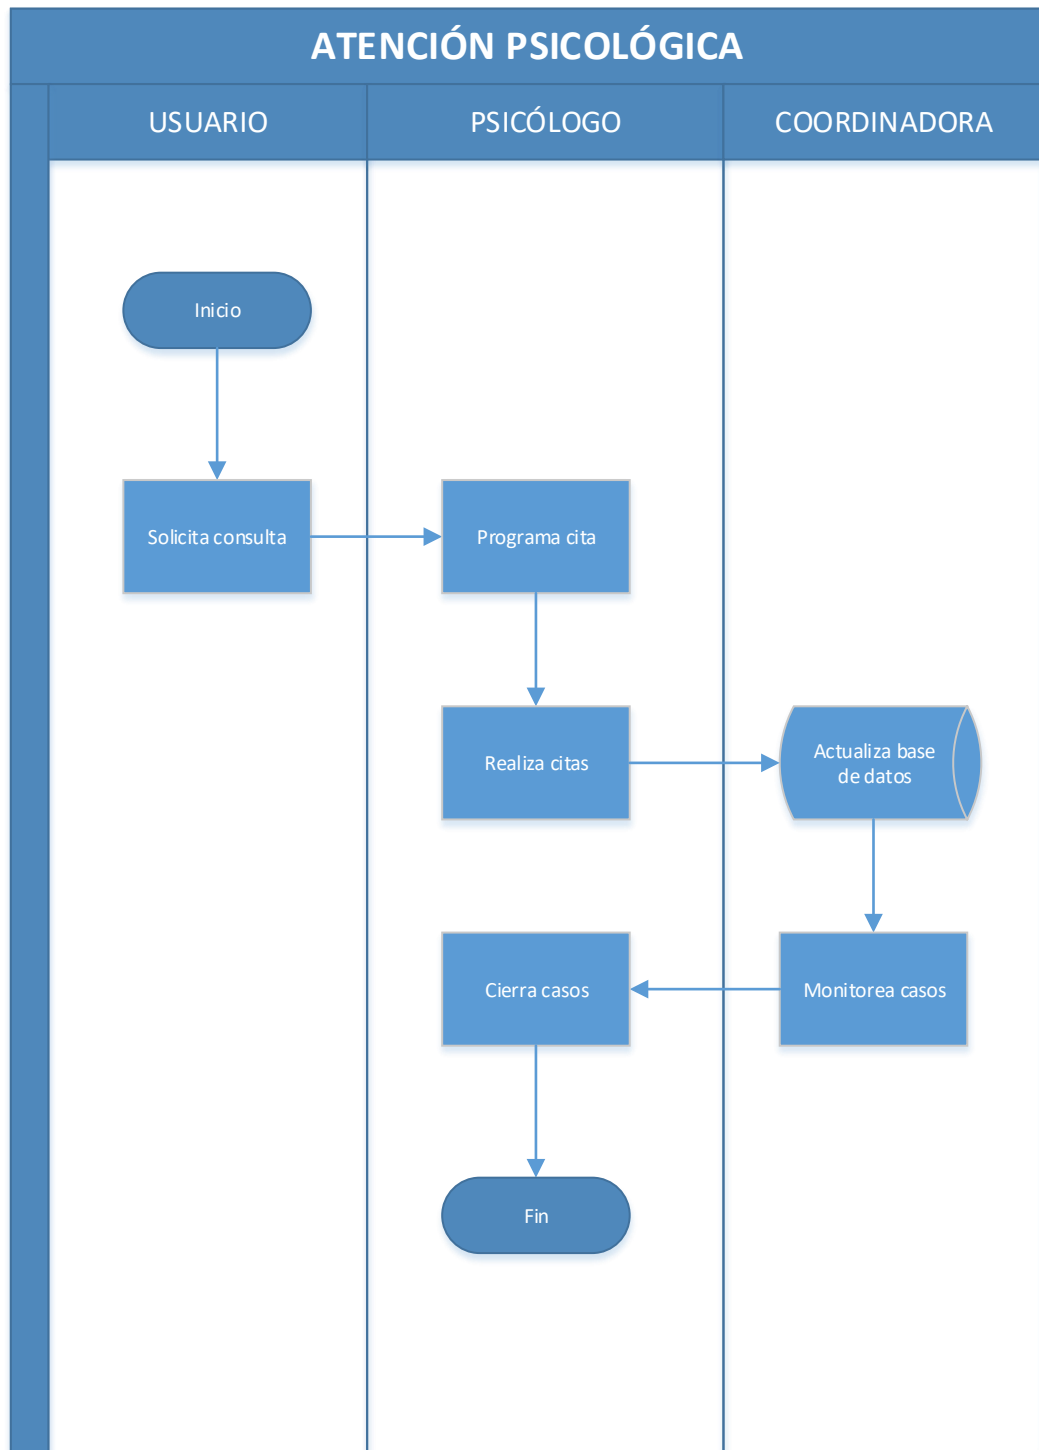 ATENCIÓN PSICOLÓGICA
USUARIO
PSICÓLOGO
COORDINADORA
Inicio
Solicita consulta
Programa cita
Realiza citas
Actualiza base
de datos
Cierra casos
Monitorea casos
Fin